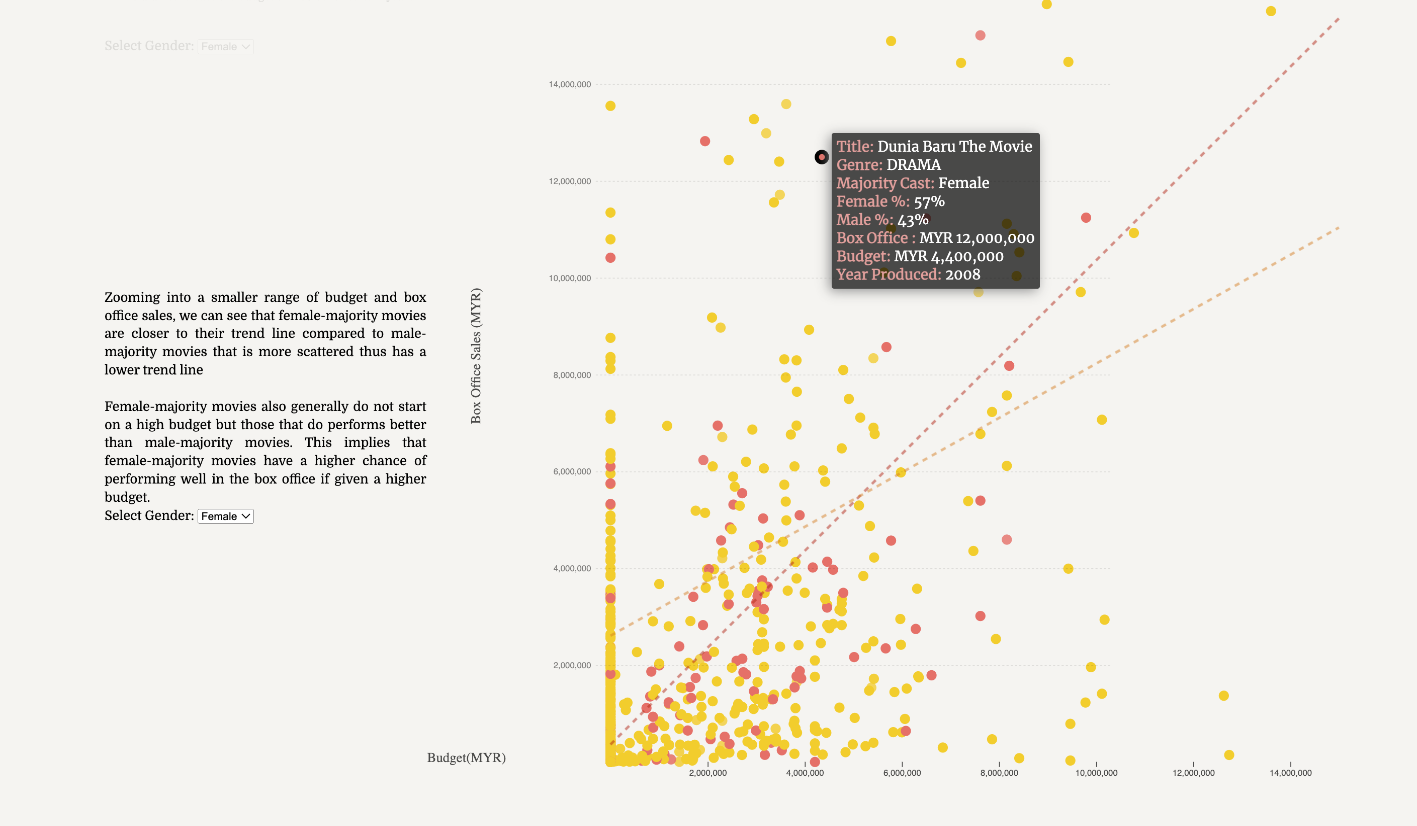 Select Gender: Female
Zooming into a smaller range of budget and box
office sales, we can see that female-majority movies
are closer to their trend line compared to male-
majority movies that is more scattered thus has a
lower trend line
Female-majority movies also generally do not start
on a high budget but those that do performs better
than male-majority movies. This implies that
female-majority movies have a higher chance of
performing well in the box office if given a higher
budget.
Select Gender: Female
Box Office Sales (MYR)
14,000,000
12,000,000
10,000,000
8,000,000
6,000,000
4,000,000
2,000,000
Title: Dunia Baru The Movie
Genre: DRAMA
Majority Cast: Female
Female %: 57%
Male %: 43%
Box Office : MYR 12,000,000
Budget: MYR 4,400,000
Year Produced: 2008
Budget(MYR)
2,000,000
4,000,000
6,000,000
8,000,000
10,000,000
12,000,000
14,000,000